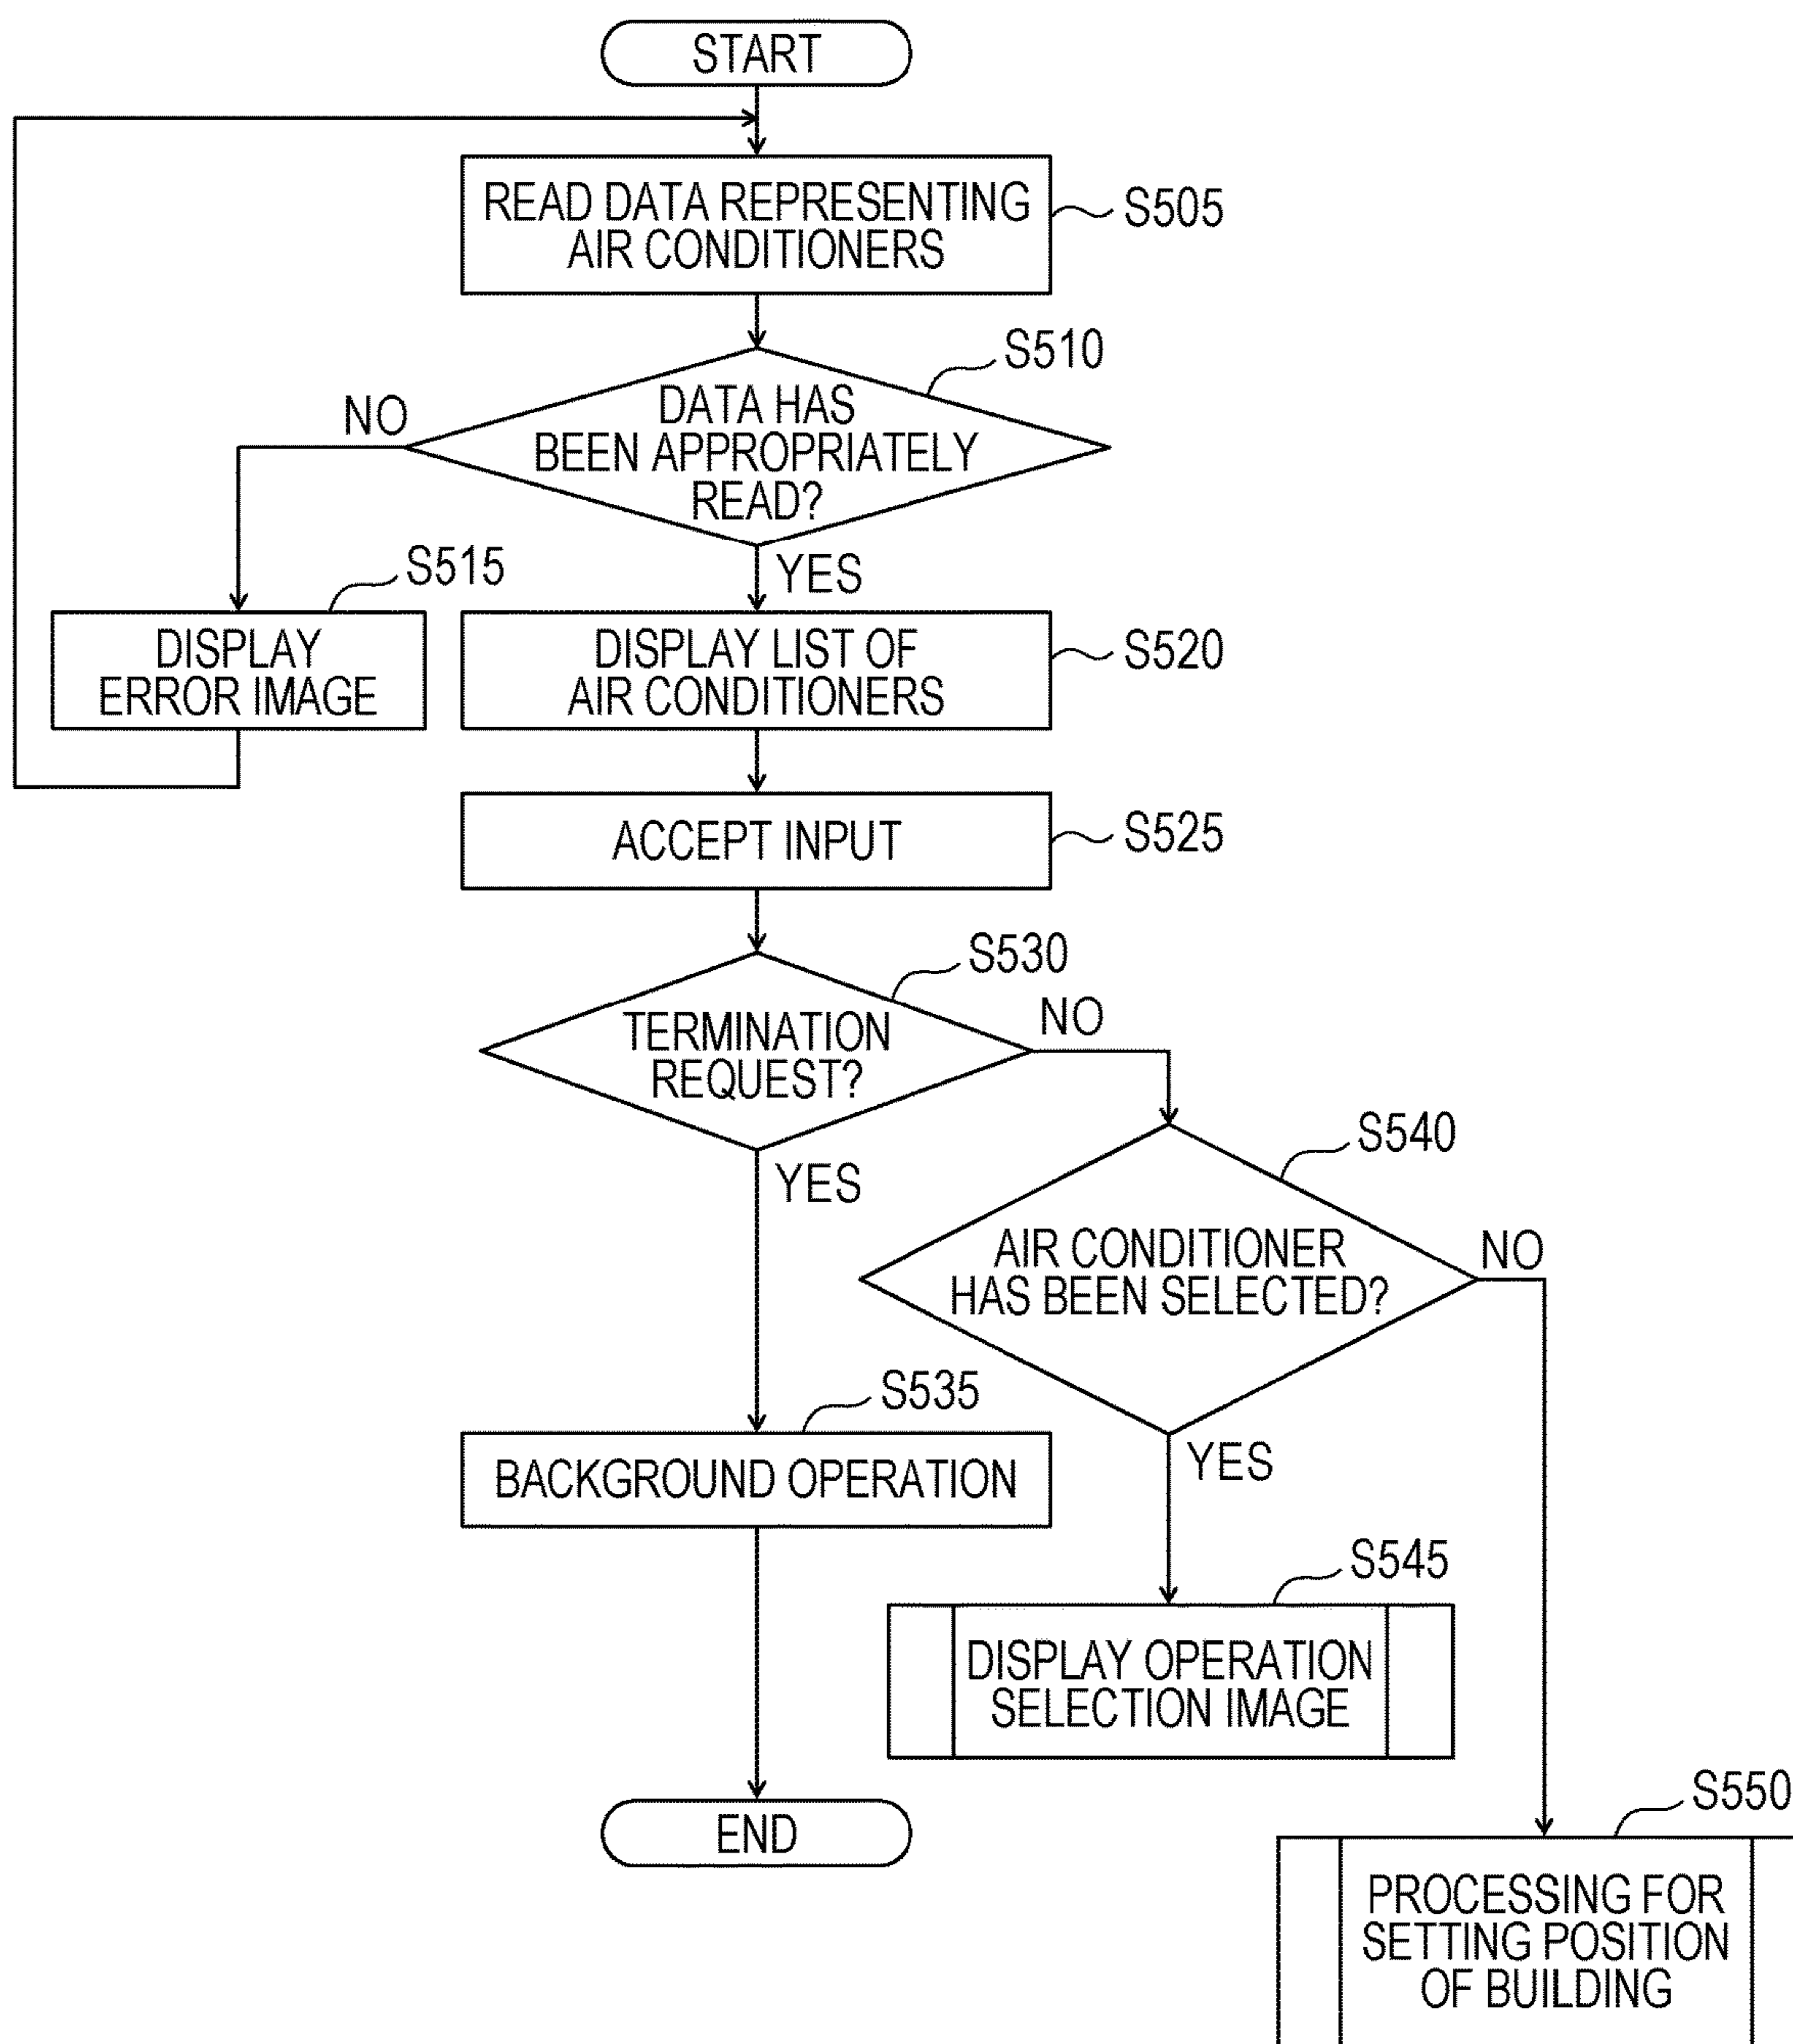 START
READ DATA REPRESENTING
AIR CONDITIONERS
S505
S510
DATA HAS
BEEN APPROPRIATELY
READ?
NO
YES
S515
DISPLAY
ERROR IMAGE
DISPLAY LIST OF
AIR CONDITIONERS
S520
ACCEPT INPUT
S525
S530
TERMINATION
REQUEST?
NO
YES
S540
AIR CONDITIONER
HAS BEEN SELECTED?
NO
YES
S535
BACKGROUND OPERATION
S545
DISPLAY OPERATION
SELECTION IMAGE
END
S550
PROCESSING FOR
SETTING POSITION
OF BUILDING